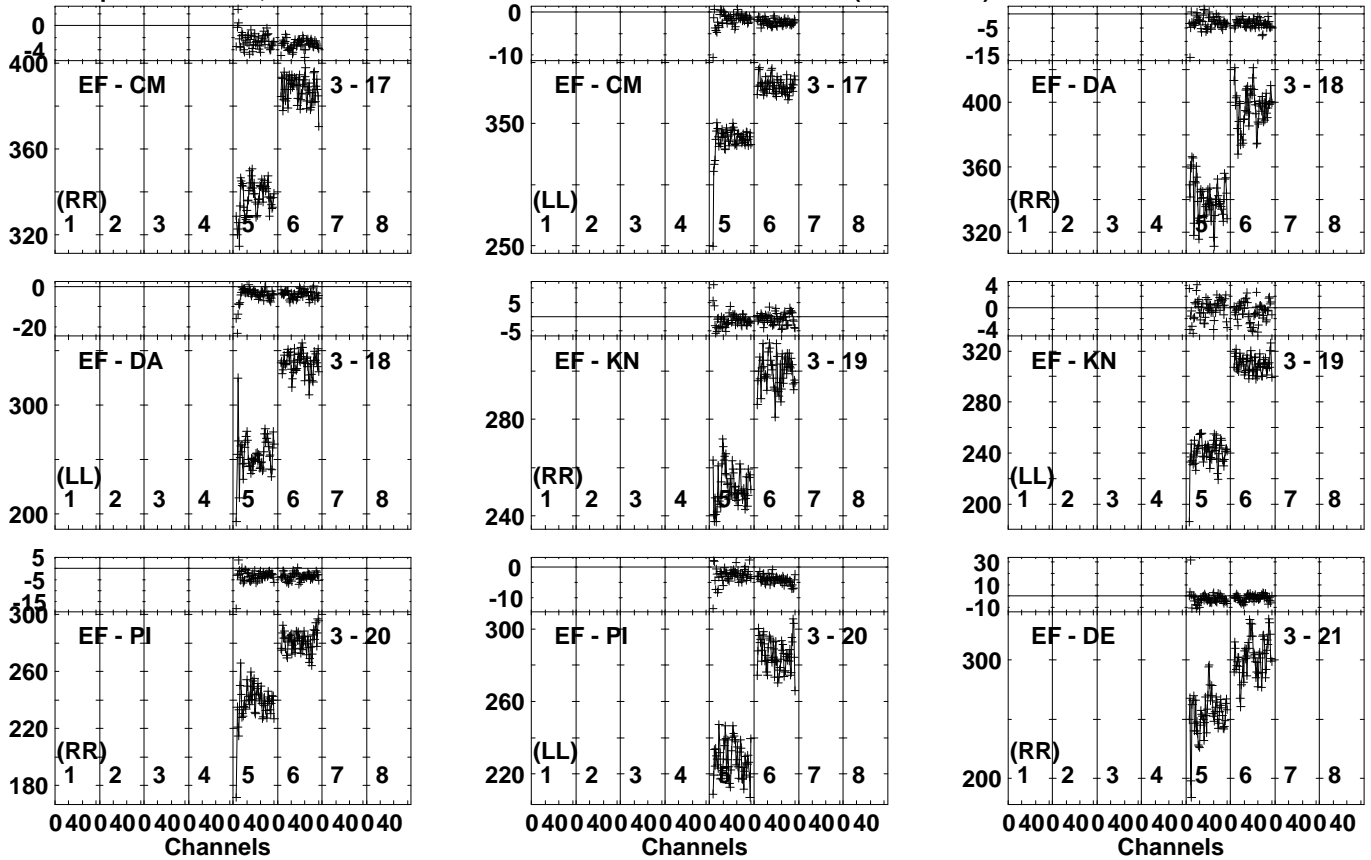 0
-4
400
EF - CM 3 - 17
360
(RR)
1 2 3 4 5 6 7 8
320
0
-10
EF - CM 3 - 17
350
(LL)
1 2 3 4 5 6 7 8
250
-5
-15
EF - DA 3 - 18
400
360
(RR)
1 2 3 4 5 6 7 8
320
0
-20
EF - DA 3 - 18
300
(LL)
1 2 3 4 5 6 7 8
200
5
-5
EF - KN 3 - 19
280
(RR)
1 2 3 4 5 6 7 8
240
4
0
-4
320
EF - KN 3 - 19
280
240
(LL)
1 2 3 4 5 6 7 8
200
5
-5
-15
300
EF - PI 3 - 20
260
220
(RR)
1 2 3 4 5 6 7 8
180
0
-10
300
EF - PI 3 - 20
260
(LL)
1 2 3 4 5 6 7 8
220
30
10
-10
EF - DE 3 - 21
300
(RR)
1 2 3 4 5 6 7 8
200
0 40 0 40 0 40 0 40 0 40 0 40 0 40 0 40
Channels
0 40 0 40 0 40 0 40 0 40 0 40 0 40 0 40
Channels
0 40 0 40 0 40 0 40 0 40 0 40 0 40 0 40
Channels